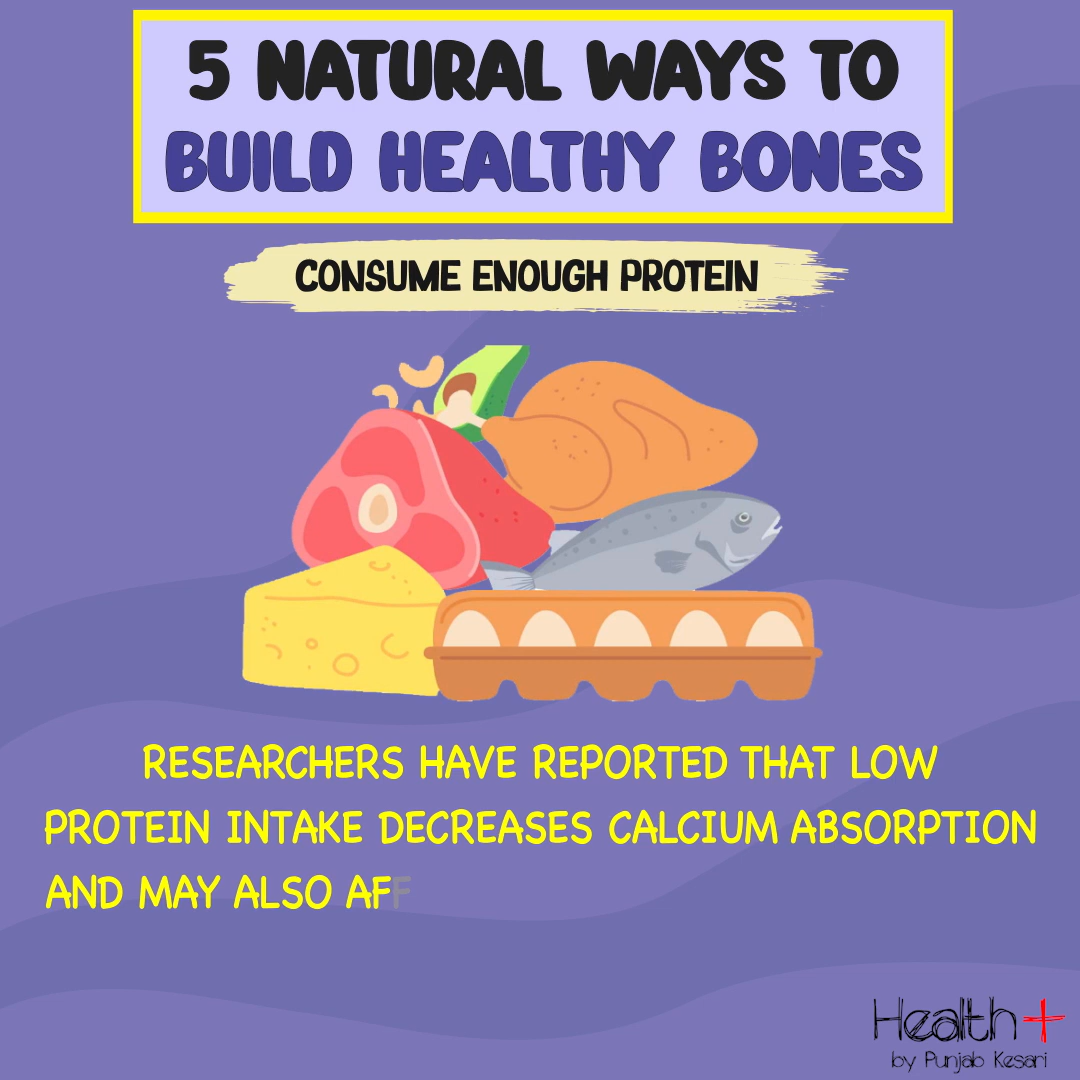 5 NATURAL WAYS TO
BUILD HEALTHY BONES
CONSUME ENOUGH PROTEIN
RESEARCHERS HAVE REPORTED THAT LOW
PROTEIN INTAKE DECREASES CALCIUM ABSORPTION
AND MAY ALSO AFF
Health+
by Punjab Kesari